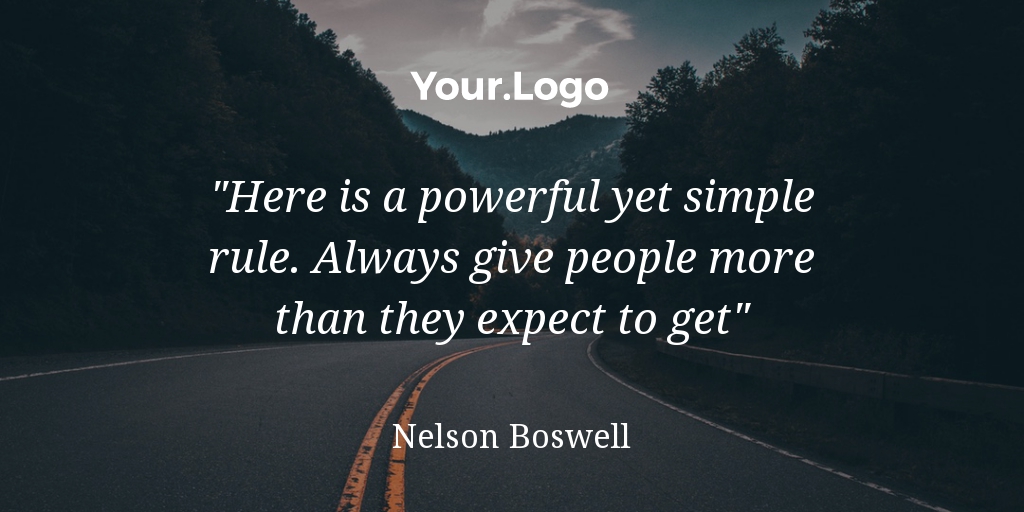 Your.Logo
"Here is a powerful yet simple
rule. Always give people more
than they expect to get"
Nelson Boswell